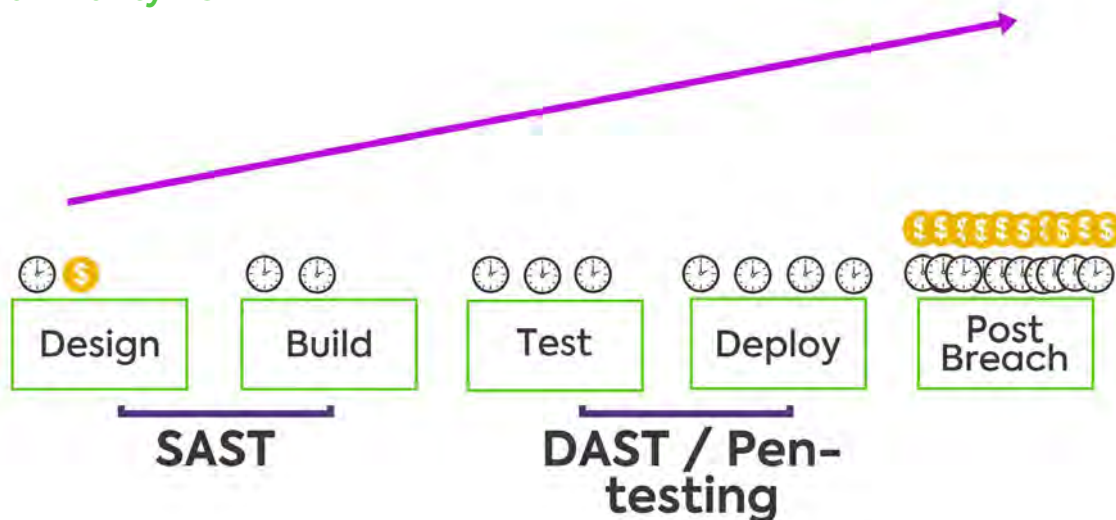 Design
Build
Test
Deploy
Post
Breach
SAST
DAST / Pen-
testing